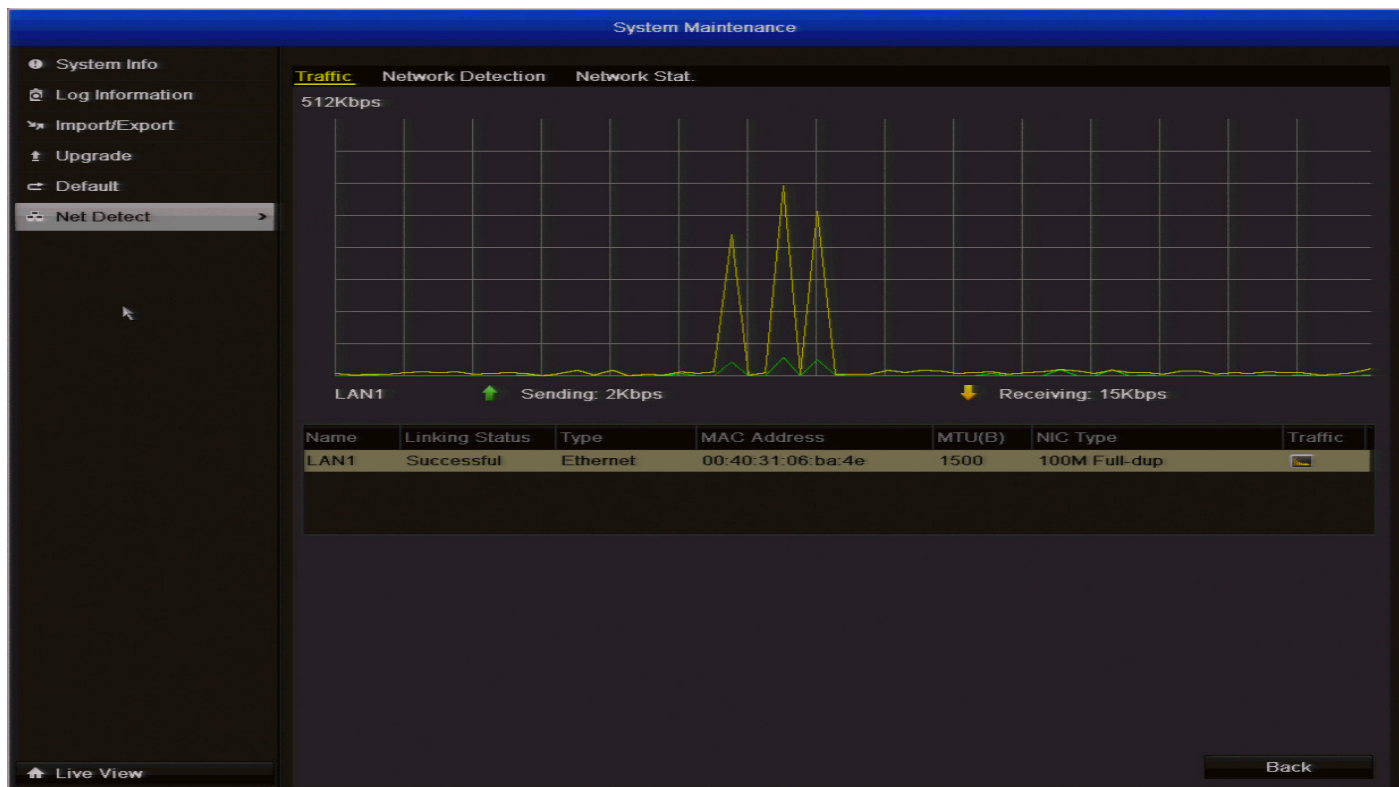 System Maintenance
System Info
Log Information
Import/Export
Upgrade
Default
Net Detect
Live View
Traffic Network Detection Network Stat.
512Kbps
LAN1 Sending: 2Kbps Receiving: 15Kbps
Name Linking Status Type MAC Address MTU(B) NIC Type Traffic
LAN1 Successful Ethernet 00:40:31:06:ba:4e 1500 100M Full-dup
Back